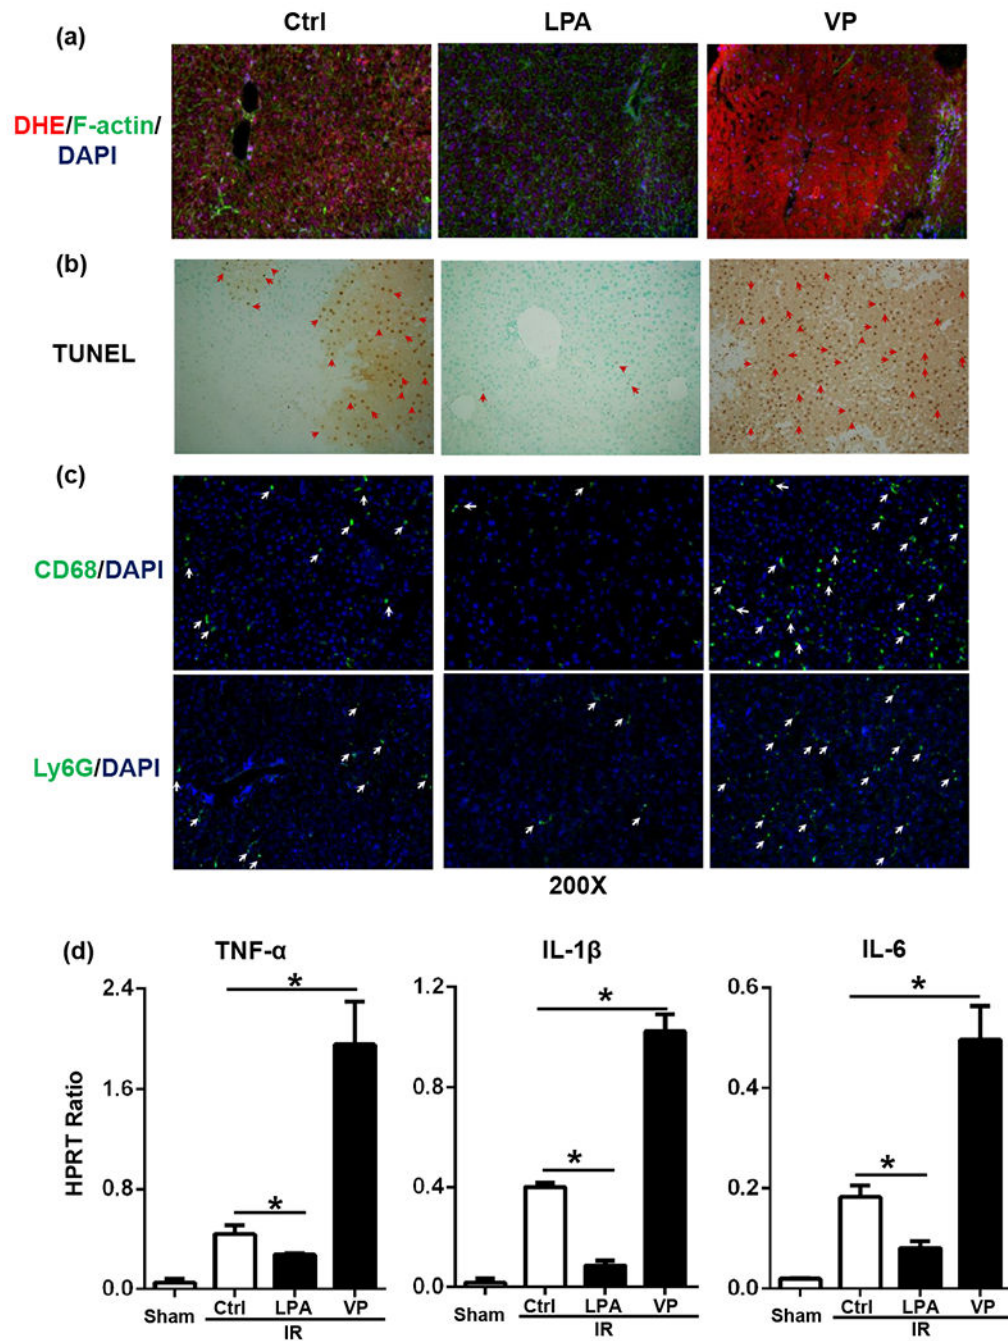 (a)
Ctrl LPA VP
DHE/F-actin/
DAPI
(b)
TUNEL
(c)
CD68/DAPI
Ly6G/DAPI
200X
(d)
TNF-α IL-1β IL-6
HPRT Ratio
2.4
1.6
0.8
0.0
*
*
Sham Ctrl LPA VP
IR
1.2
0.8
0.4
0.0
*
*
Sham Ctrl LPA VP
IR
0.6
0.4
0.2
0.0
*
*
Sham Ctrl LPA VP
IR